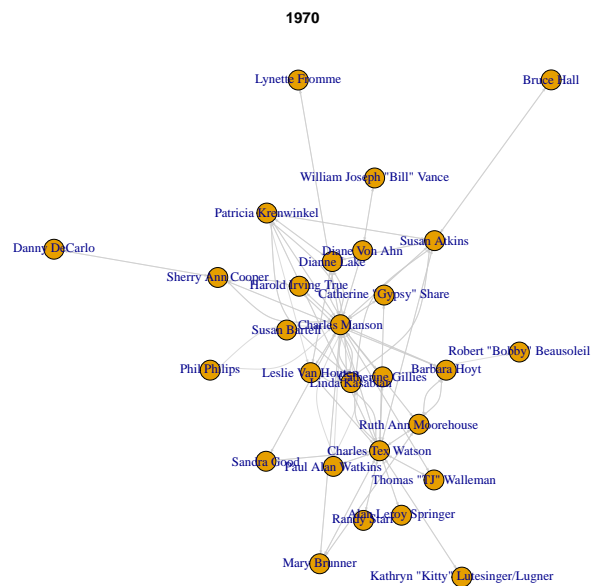 1970
Lynette Fromme
Bruce Hall
William Joseph "Bill" Vance
Patricia Krenwinkel
Susan Atkins
Danny DeCarlo
Diane Von Ahn
Dianne Lake
Sherry Ann Cooper
Harold Irving True
Catherine "Gypsy" Share
Charles Manson
Susan Bartell
Robert "Bobby" Beausoleil
Phil Philips
Leslie Van Houten
Catherine Gillies
Barbara Hoyt
Linda Kasabian
Ruth Ann Moorehouse
Charles Tex Watson
Sandra Good
Paul Alan Watkins
Thomas "TJ" Walleman
Alan Leroy Springer
Randy Starr
Mary Brunner
Kathryn "Kitty" Lutesinger/Lugner